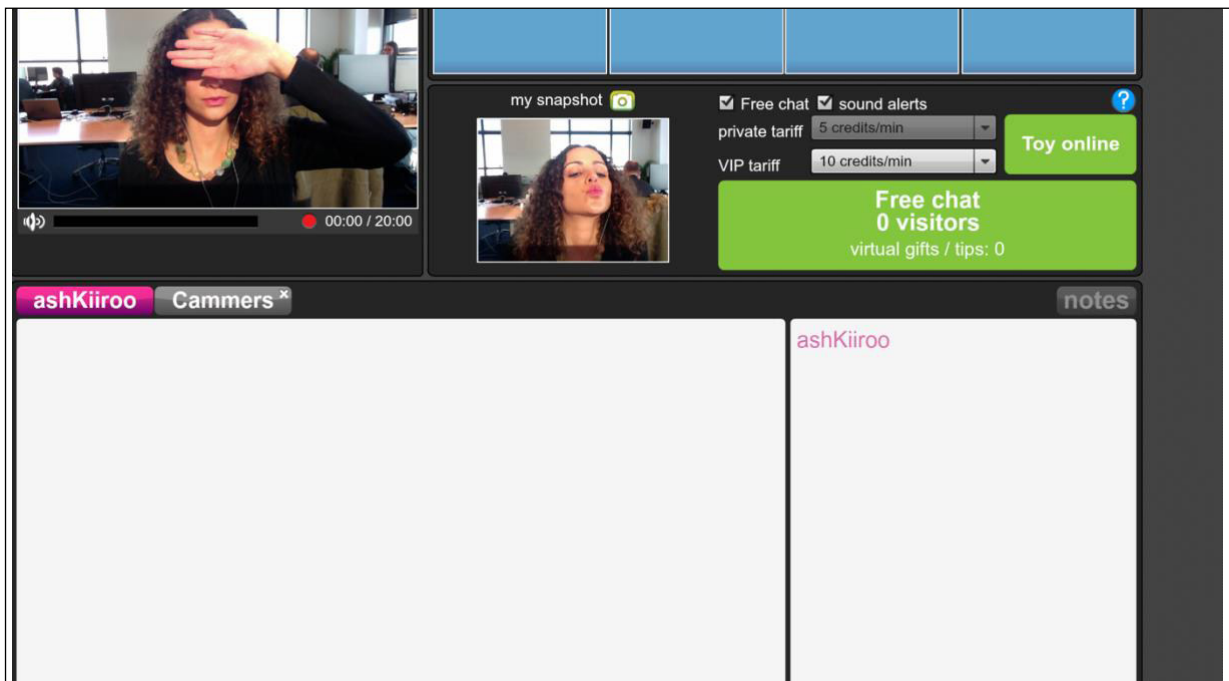 my snapshot
Free chat sound alerts
private tariff 5 credits/min
Toy online
VIP tariff 10 credits/min
Free chat
0 visitors
virtual gifts / tips: 0
00:00 / 20:00
ashKiiroo Cammers × notes
ashKiiroo